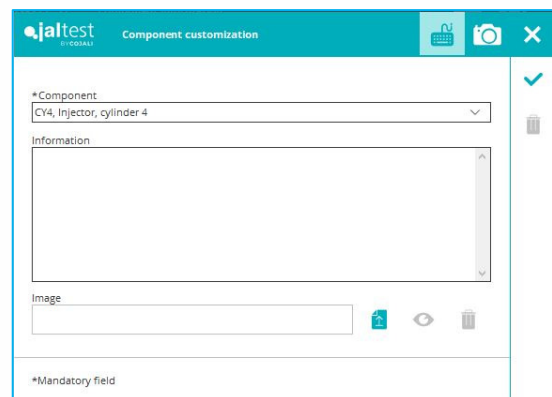 jaltest
BY COJALI
Component customization
*Component
CY4, Injector, cylinder 4
Information
Image
*Mandatory field